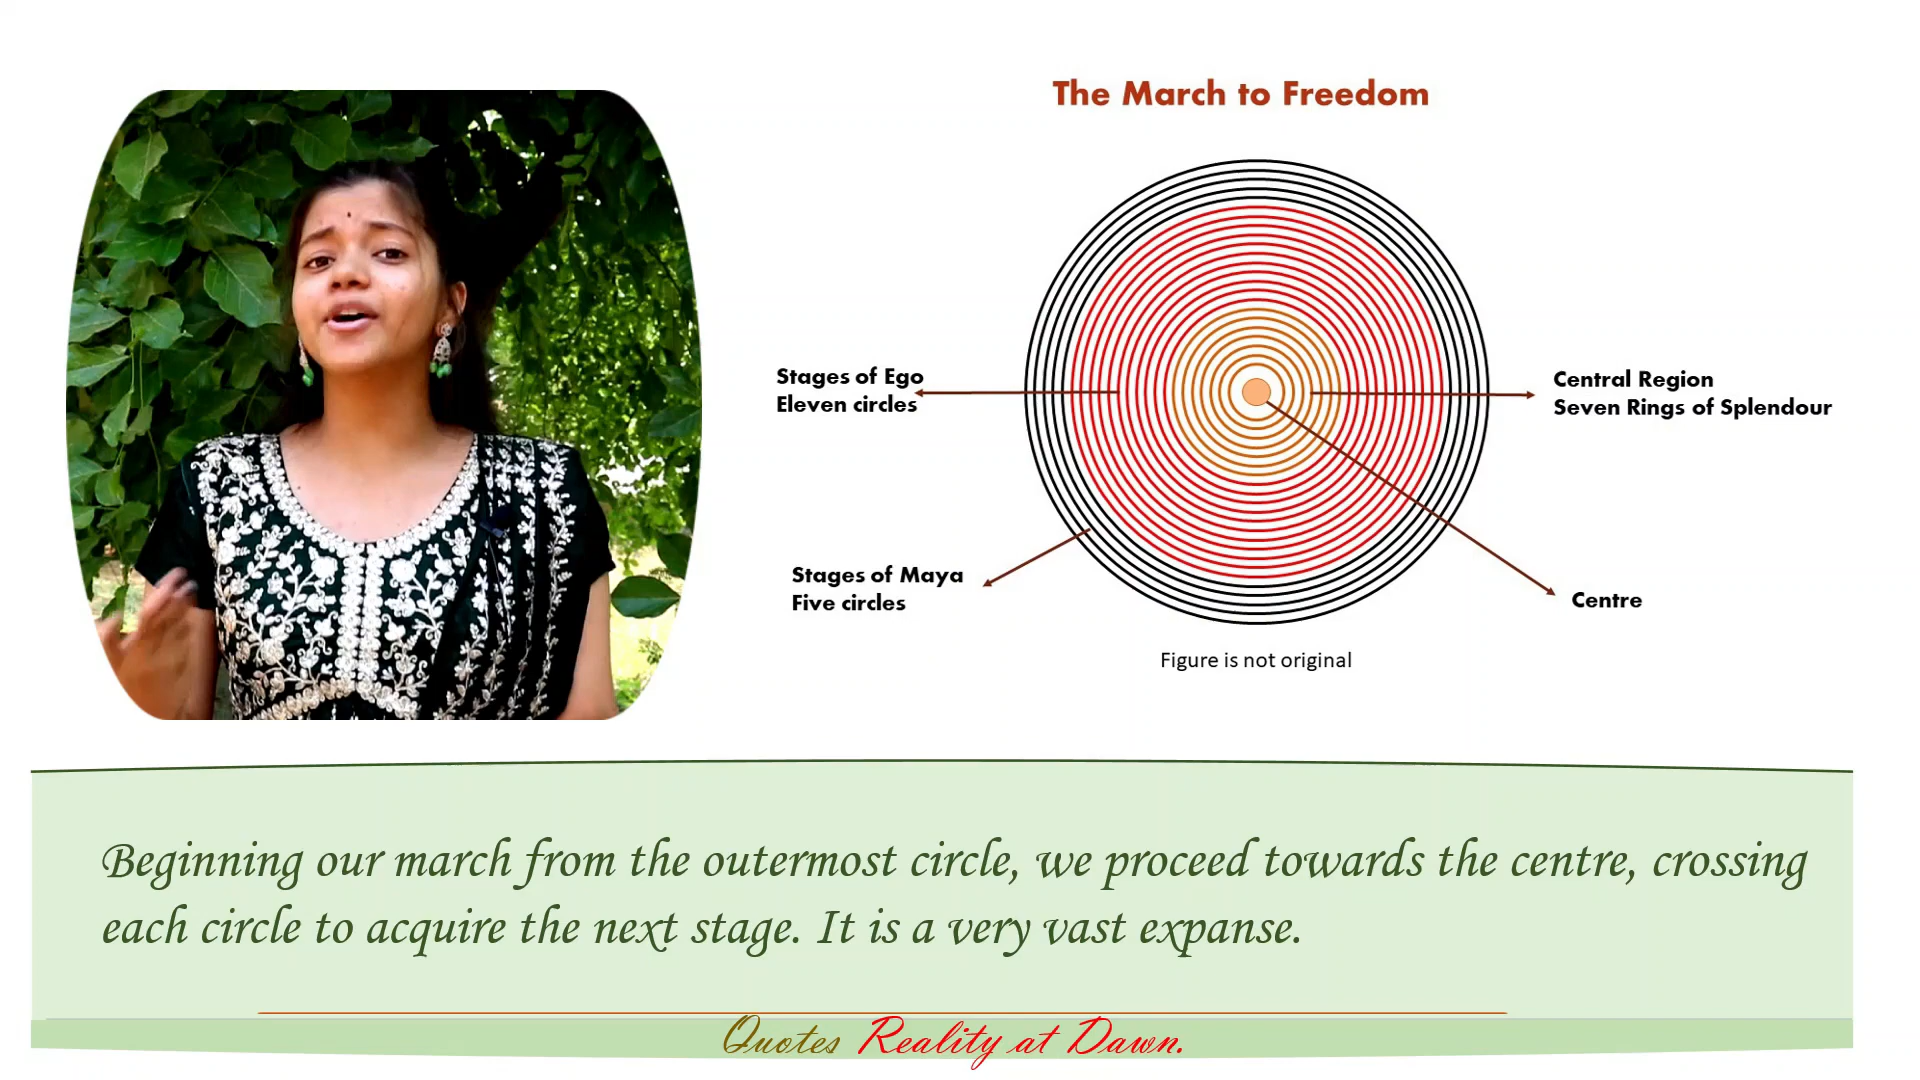 The March to Freedom
Stages of Ego
Eleven circles
Central Region
Seven Rings of Splendour
Stages of Maya
Five circles
Centre
Figure is not original
Beginning our march from the outermost circle, we proceed towards the centre, crossing
each circle to acquire the next stage. It is a very vast expanse.
Quotes Reality at Dawn.